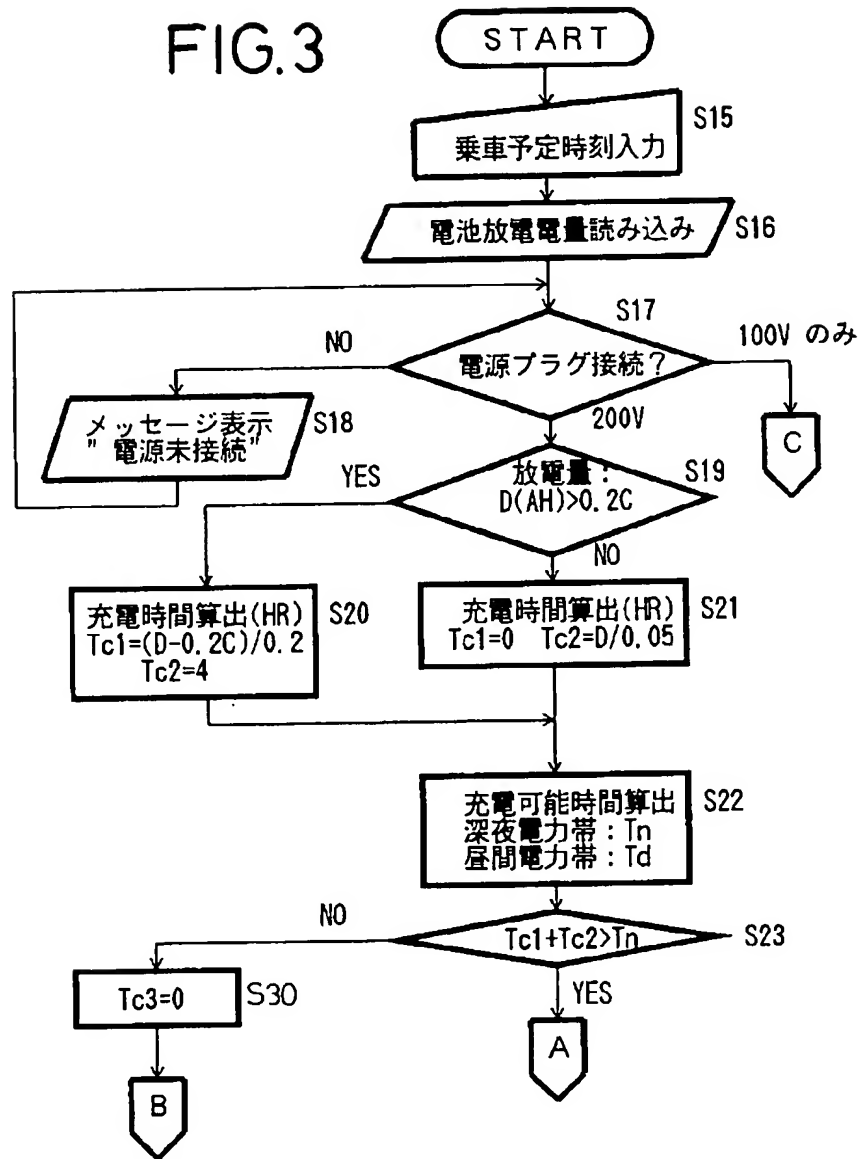 FIG.3
START
S15
乗車予定時刻入力
電池放電電量読み込み
S16
S17
NO
100V のみ
電源プラグ接続?
メッセージ表示
" 電源未接続"
S18
200V
C
YES
放電量:
D(AH)>0.2C
S19
NO
充電時間算出(HR)
Tc1=(D-0.2C)/0.2
Tc2=4
S20
充電時間算出(HR)
Tc1=0 Tc2=D/0.05
S21
充電可能時間算出
深夜電力帯:Tn
昼間電力帯:Td
S22
NO
Tc1+Tc2>Tn
S23
YES
Tc3=0
S30
A
B